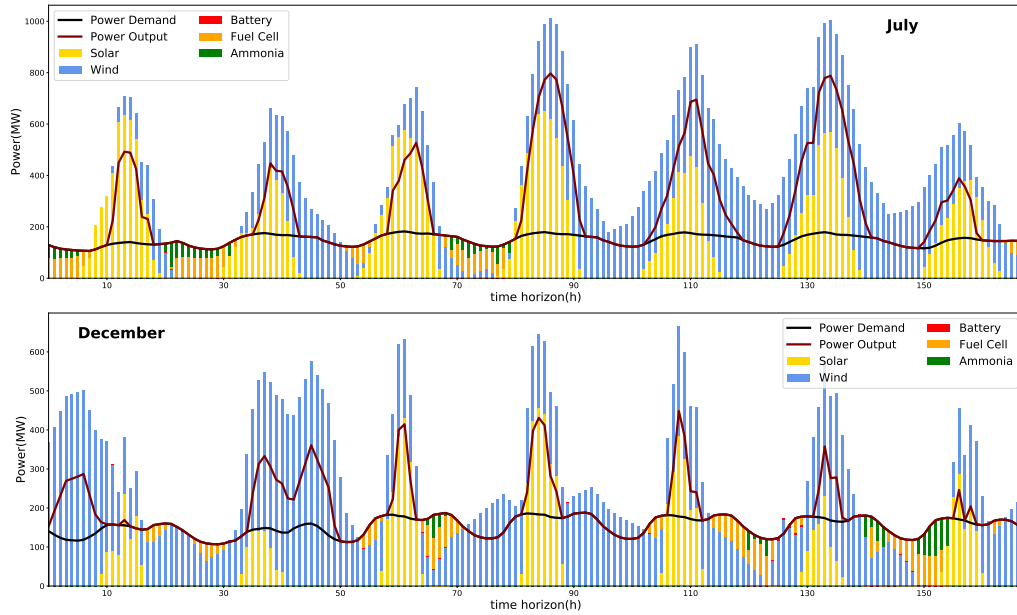 July
Power Demand
Power Output
Solar
Wind
Battery
Fuel Cell
Ammonia
Power(MW)
1000
800
600
400
200
0
10
30
50
70
90
110
130
150
time horizon(h)
December
Power Demand
Power Output
Solar
Wind
Battery
Fuel Cell
Ammonia
Power(MW)
600
500
400
300
200
100
0
10
30
50
70
90
110
130
150
time horizon(h)